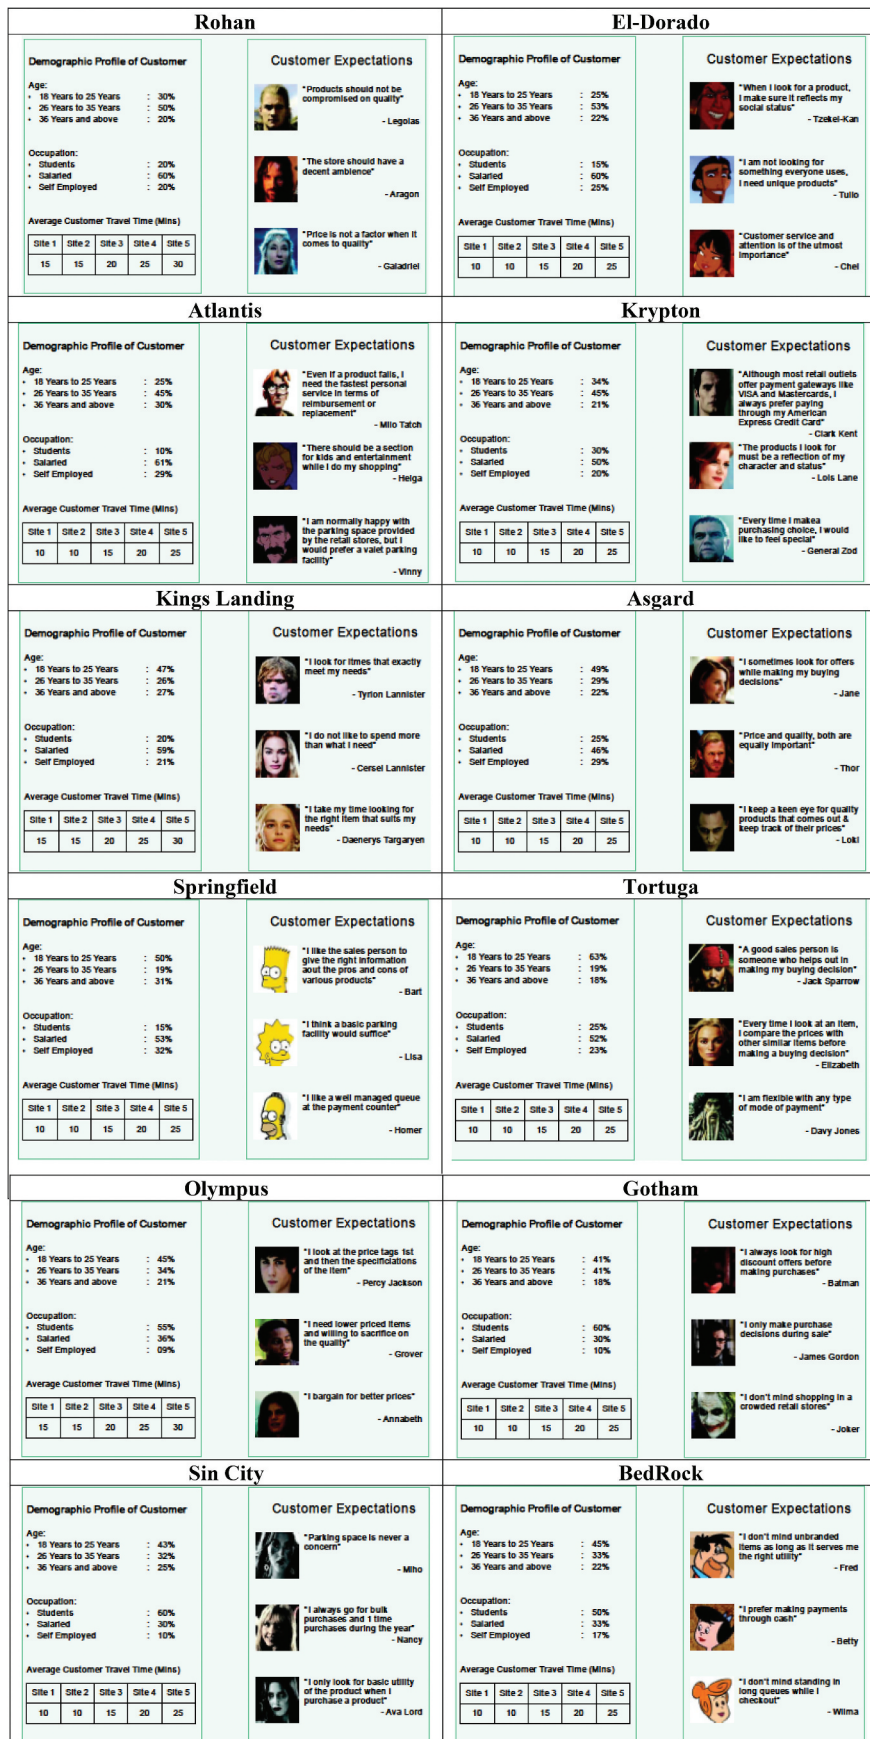 Rohan
Demographic Profile of Customer
Age:
• 18 Years to 25 Years : 30%
• 26 Years to 35 Years : 50%
• 36 Years and above : 20%
Occupation:
• Students : 20%
• Salaried : 60%
• Self Employed : 20%
Average Customer Travel Time (Mins)
Site 1 Site 2 Site 3 Site 4 Site 5
15 15 20 25 30
Customer Expectations
"Products should not be
compromised on quality"
- Legolas
"The store should have a
decent ambience"
- Aragon
"Price is not a factor when it
comes to quality"
- Galadriel
El-Dorado
Demographic Profile of Customer
Age:
• 18 Years to 25 Years : 25%
• 26 Years to 35 Years : 53%
• 36 Years and above : 22%
Occupation:
• Students : 15%
• Salaried : 60%
• Self Employed : 25%
Average Customer Travel Time (Mins)
Site 1 Site 2 Site 3 Site 4 Site 5
10 10 15 20 25
Customer Expectations
"When I look for a product,
I make sure it reflects my
social status"
- Tzekel-Kan
"I am not looking for
something everyone uses,
I need unique products"
- Tulio
"Customer service and
attention is of the utmost
importance"
- Chel
Atlantis
Demographic Profile of Customer
Age:
• 18 Years to 25 Years : 25%
• 26 Years to 35 Years : 45%
• 36 Years and above : 30%
Occupation:
• Students : 10%
• Salaried : 61%
• Self Employed : 29%
Average Customer Travel Time (Mins)
Site 1 Site 2 Site 3 Site 4 Site 5
10 10 15 20 25
Customer Expectations
"Even if a product fails, I
need the fastest personal
service in terms of
reimbursement or
replacement"
- Milo Tatch
"There should be a section
for kids and entertainment
while I do my shopping"
- Helga
"I am normally happy with
the parking space provided
by the retail stores, but I
would prefer a valet parking
facility"
- Vinny
Krypton
Demographic Profile of Customer
Age:
• 18 Years to 25 Years : 34%
• 26 Years to 35 Years : 45%
• 36 Years and above : 21%
Occupation:
• Students : 30%
• Salaried : 50%
• Self Employed : 20%
Average Customer Travel Time (Mins)
Site 1 Site 2 Site 3 Site 4 Site 5
10 10 15 20 25
Customer Expectations
"Although most retail outlets
offer payment gateways like
VISA and Mastercards, I
always prefer paying
through my American
Express Credit Card"
- Clark Kent
"The products I look for
must be a reflection of my
character and status"
- Lois Lane
"Every time I makea
purchasing choice, I would
like to feel special"
- General Zod
Kings Landing
Demographic Profile of Customer
Age:
• 18 Years to 25 Years : 47%
• 26 Years to 35 Years : 26%
• 36 Years and above : 27%
Occupation:
• Students : 20%
• Salaried : 59%
• Self Employed : 21%
Average Customer Travel Time (Mins)
Site 1 Site 2 Site 3 Site 4 Site 5
15 15 20 25 30
Customer Expectations
"I look for itmes that exactly
meet my needs"
- Tyrion Lannister
"I do not like to spend more
than what I need"
- Cersei Lannister
"I take my time looking for
the right item that suits my
needs"
- Daenerys Targaryen
Asgard
Demographic Profile of Customer
Age:
• 18 Years to 25 Years : 49%
• 26 Years to 35 Years : 29%
• 36 Years and above : 22%
Occupation:
• Students : 25%
• Salaried : 46%
• Self Employed : 29%
Average Customer Travel Time (Mins)
Site 1 Site 2 Site 3 Site 4 Site 5
10 10 15 20 25
Customer Expectations
"I sometimes look for offers
while making my buying
decisions"
- Jane
"Price and quality, both are
equally important"
- Thor
"I keep a keen eye for quality
products that comes out &
keep track of their prices"
- Loki
Springfield
Demographic Profile of Customer
Age:
• 18 Years to 25 Years : 50%
• 26 Years to 35 Years : 19%
• 36 Years and above : 31%
Occupation:
• Students : 15%
• Salaried : 53%
• Self Employed : 32%
Average Customer Travel Time (Mins)
Site 1 Site 2 Site 3 Site 4 Site 5
10 10 15 20 25
Customer Expectations
"I like the sales person to
give the right information
aout the pros and cons of
various products"
- Bart
"I think a basic parking
facility would suffice"
- Lisa
"I like a well managed queue
at the payment counter"
- Homer
Tortuga
Demographic Profile of Customer
Age:
• 18 Years to 25 Years : 63%
• 26 Years to 35 Years : 19%
• 36 Years and above : 18%
Occupation:
• Students : 25%
• Salaried : 52%
• Self Employed : 23%
Average Customer Travel Time (Mins)
Site 1 Site 2 Site 3 Site 4 Site 5
10 10 15 20 25
Customer Expectations
"A good sales person is
someone who helps out in
making my buying decision"
- Jack Sparrow
"Every time I look at an item,
I compare the prices with
other similar items before
making a buying decision"
- Elizabeth
"I am flexible with any type
of mode of payment"
- Davy Jones
Olympus
Demographic Profile of Customer
Age:
• 18 Years to 25 Years : 45%
• 26 Years to 35 Years : 34%
• 36 Years and above : 21%
Occupation:
• Students : 55%
• Salaried : 36%
• Self Employed : 09%
Average Customer Travel Time (Mins)
Site 1 Site 2 Site 3 Site 4 Site 5
15 15 20 25 30
Customer Expectations
"I look at the price tags 1st
and then the specificiations
of the item"
- Percy Jackson
"I need lower priced items
and willing to sacrifice on
the quality"
- Grover
"I bargain for better prices"
- Annabeth
Gotham
Demographic Profile of Customer
Age:
• 18 Years to 25 Years : 41%
• 26 Years to 35 Years : 41%
• 36 Years and above : 18%
Occupation:
• Students : 60%
• Salaried : 30%
• Self Employed : 10%
Average Customer Travel Time (Mins)
Site 1 Site 2 Site 3 Site 4 Site 5
10 10 15 20 25
Customer Expectations
"I always look for high
discount offers before
making purchases"
- Batman
"I only make purchase
decisions during sale"
- James Gordon
"I don't mind shopping in a
crowded retail stores"
- Joker
Sin City
Demographic Profile of Customer
Age:
• 18 Years to 25 Years : 43%
• 26 Years to 35 Years : 32%
• 36 Years and above : 25%
Occupation:
• Students : 60%
• Salaried : 30%
• Self Employed : 10%
Average Customer Travel Time (Mins)
Site 1 Site 2 Site 3 Site 4 Site 5
10 10 15 20 25
Customer Expectations
"Parking space is never a
concern"
- Miho
"I always go for bulk
purchases and 1 time
purchases during the year"
- Nancy
"I only look for basic utility
of the product when I
purchase a product"
- Ava Lord
BedRock
Demographic Profile of Customer
Age:
• 18 Years to 25 Years : 45%
• 26 Years to 35 Years : 33%
• 36 Years and above : 22%
Occupation:
• Students : 50%
• Salaried : 33%
• Self Employed : 17%
Average Customer Travel Time (Mins)
Site 1 Site 2 Site 3 Site 4 Site 5
10 10 15 20 25
Customer Expectations
"I don't mind unbranded
items as long as it serves me
the right utility"
- Fred
"I prefer making payments
through cash"
- Betty
"I don't mind standing in
long queues while I
checkout"
- Wilma